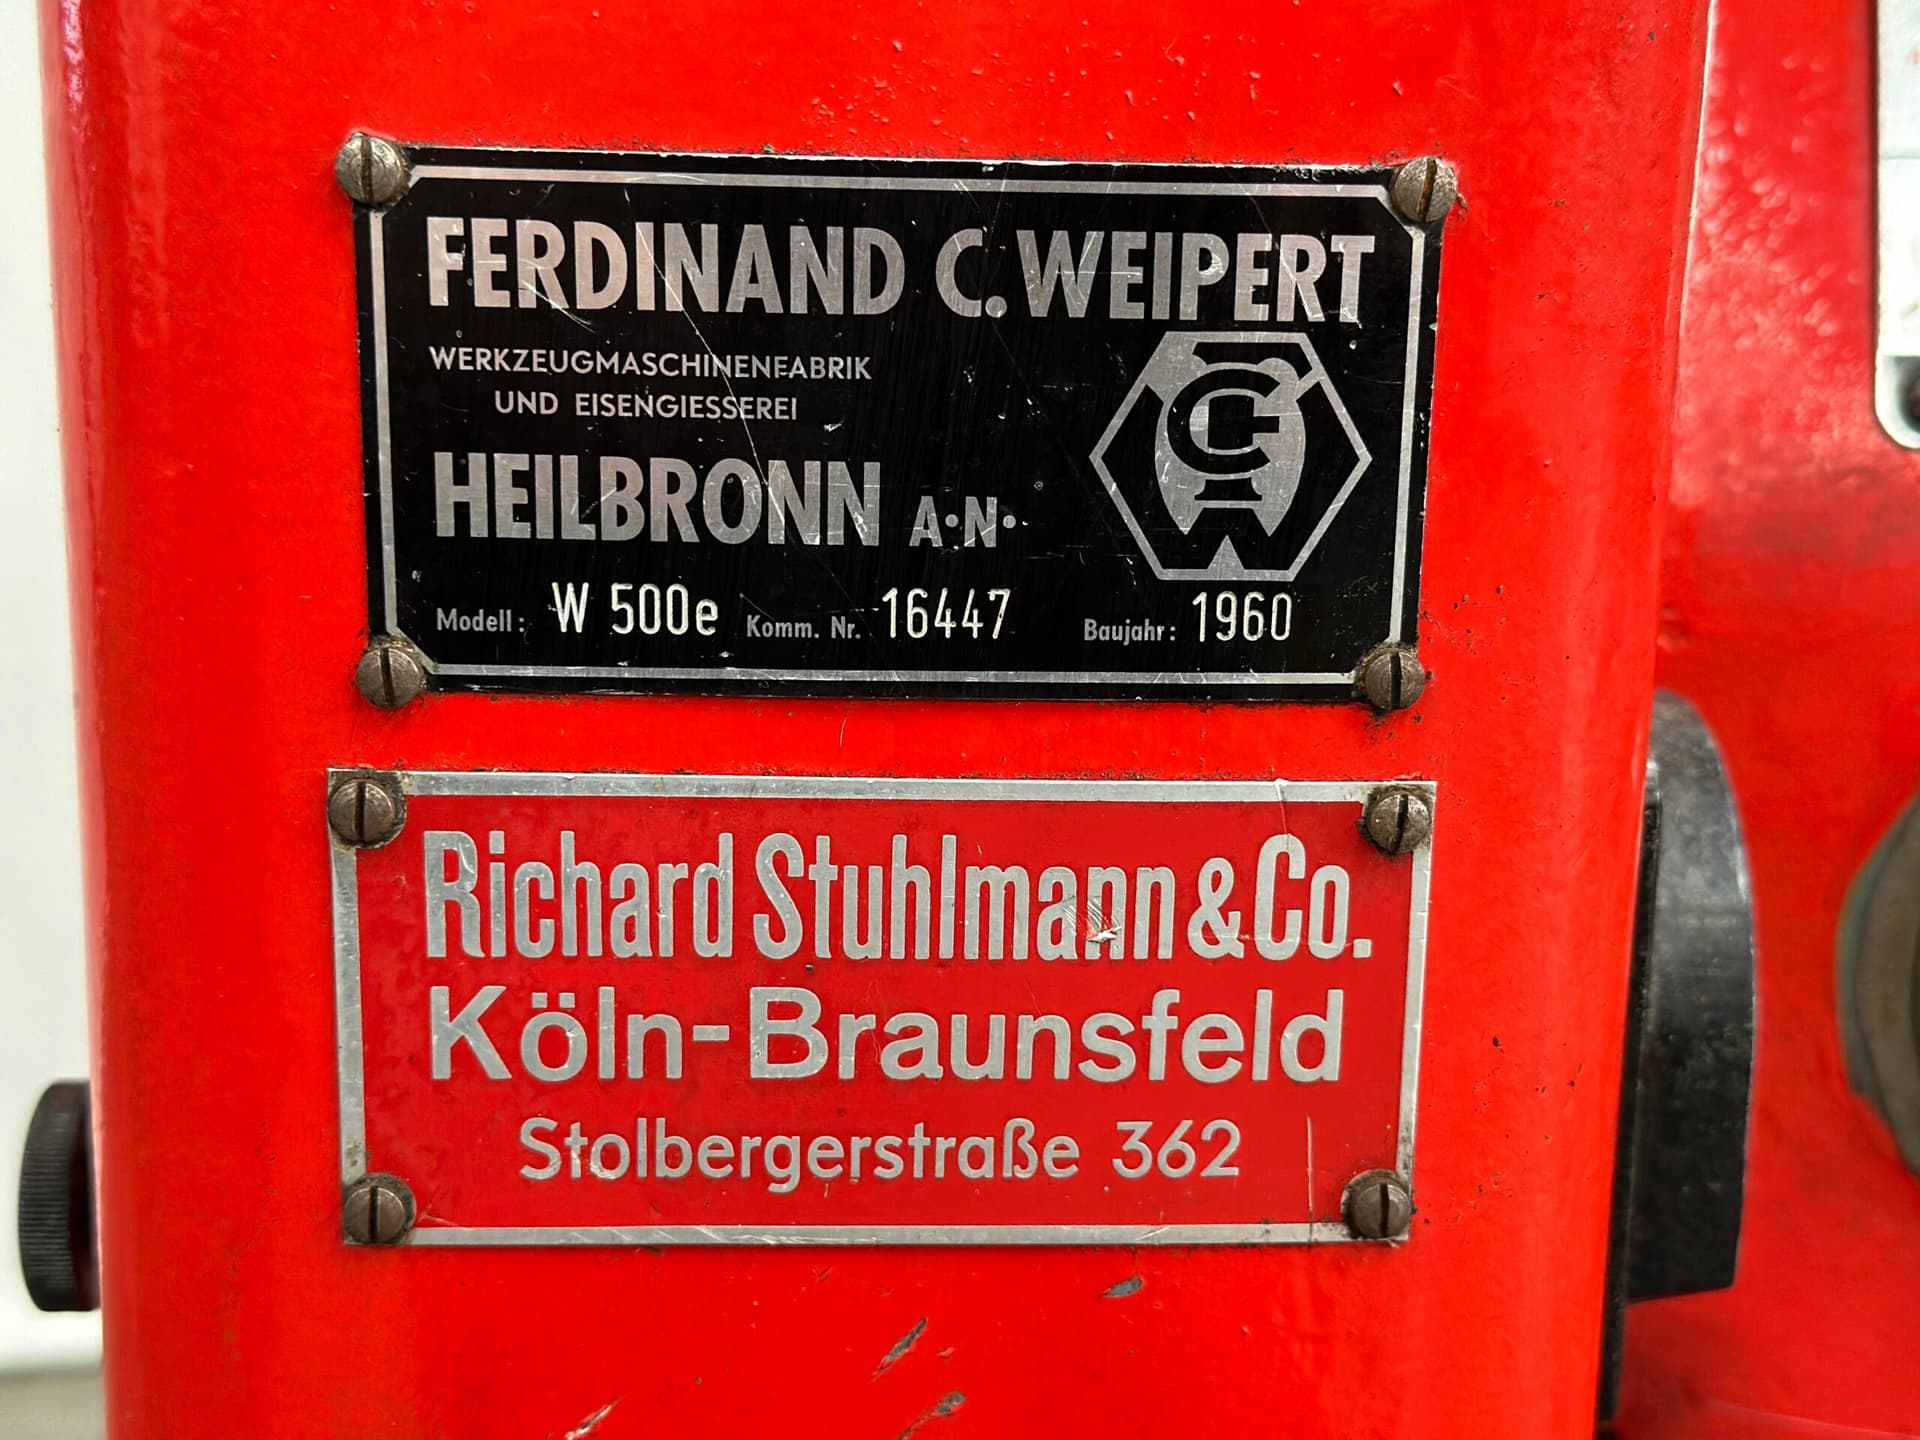 FERDINAND C. WEIPERT
WERKZEUGMASCHINENFABRIK
UND EISENGIESSEREI
HEILBRONN A·N·
Modell: W 500e Komm. Nr. 16447 Baujahr: 1960
Richard Stuhlmann & Co.
Köln-Braunsfeld
Stolbergerstraße 362